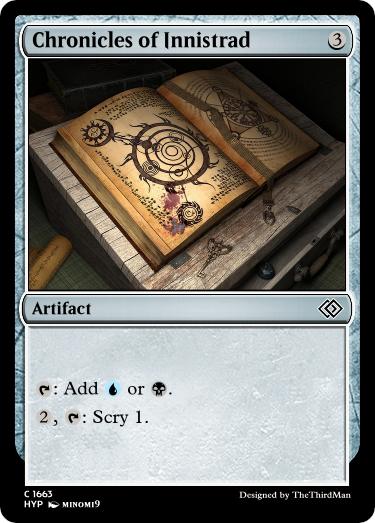 Chronicles of Innistrad 3
Artifact
: Add or .
2, : Scry 1.
C 1663
HYP MINOMI9
Designed by TheThirdMan